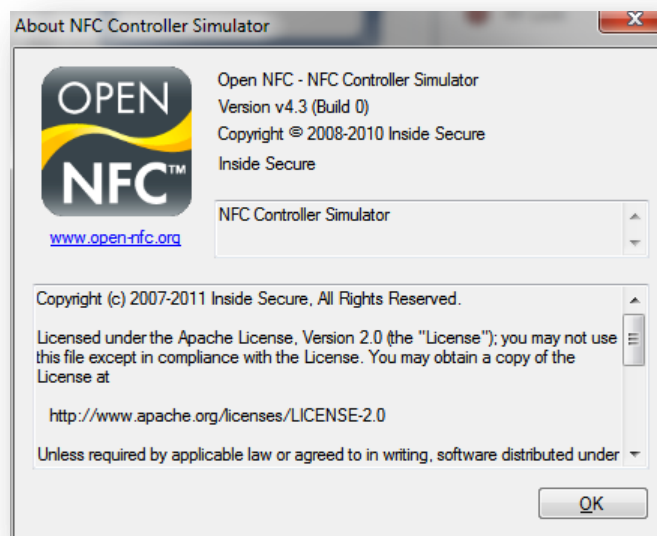 About NFC Controller Simulator
OPEN
NFC™
www.open-nfc.org
Open NFC - NFC Controller Simulator
Version v4.3 (Build 0)
Copyright © 2008-2010 Inside Secure
Inside Secure
NFC Controller Simulator
Copyright (c) 2007-2011 Inside Secure, All Rights Reserved.
Licensed under the Apache License, Version 2.0 (the "License"); you may not use
this file except in compliance with the License. You may obtain a copy of the
License at
http://www.apache.org/licenses/LICENSE-2.0
Unless required by applicable law or agreed to in writing, software distributed under
OK